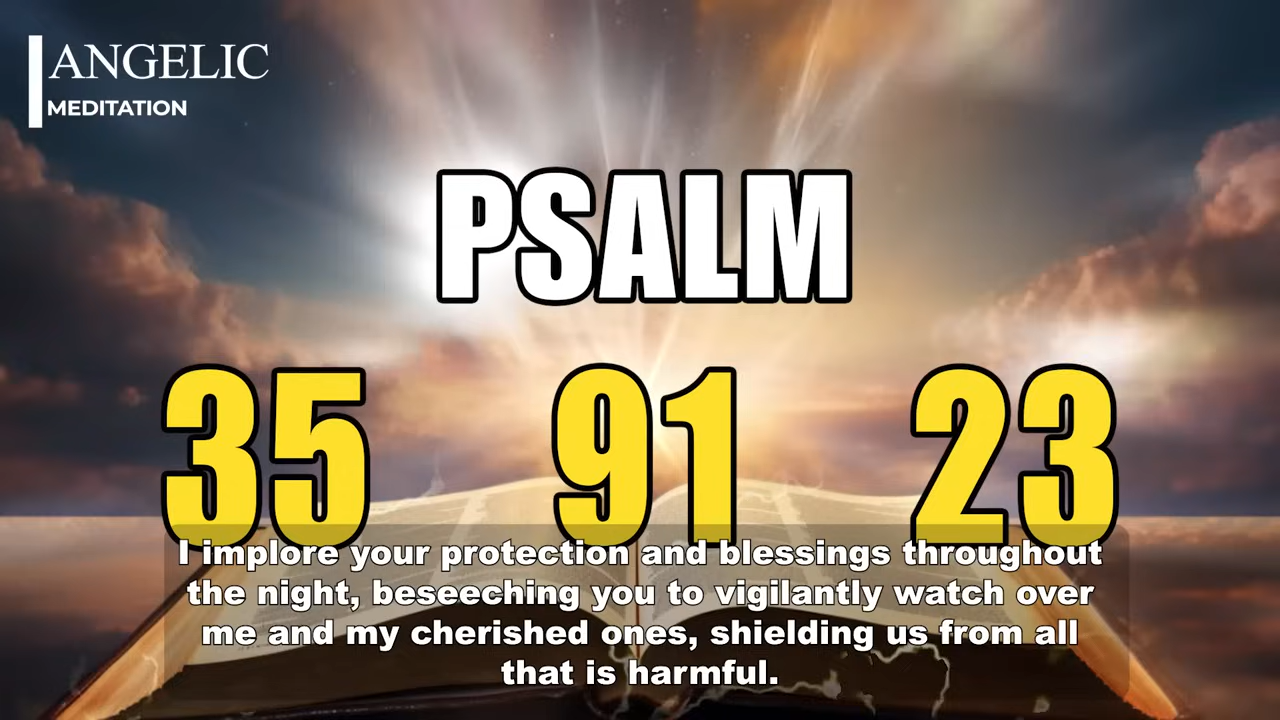 ANGELIC
MEDITATION
PSALM
35 91 23
I implore your protection and blessings throughout
the night, beseeching you to vigilantly watch over
me and my cherished ones, shielding us from all
that is harmful.